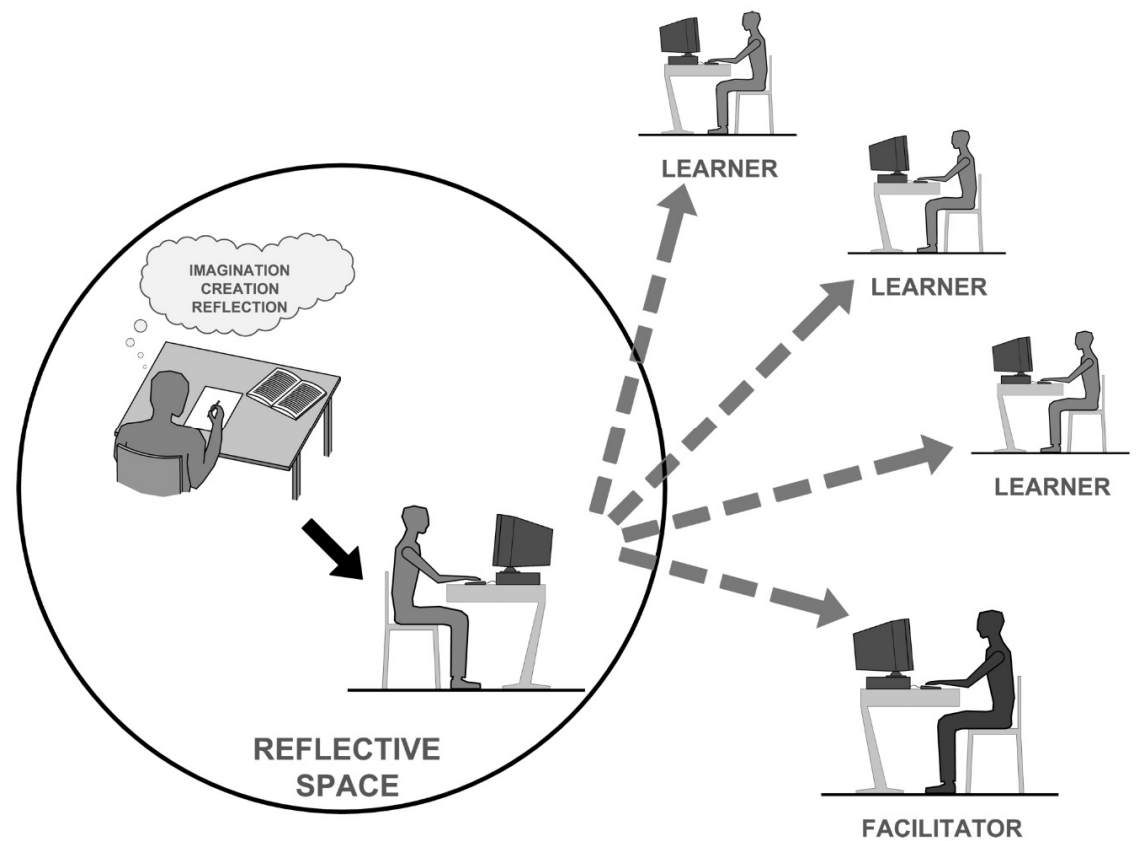 LEARNER
LEARNER
IMAGINATION
CREATION
REFLECTION
LEARNER
REFLECTIVE
SPACE
FACILITATOR